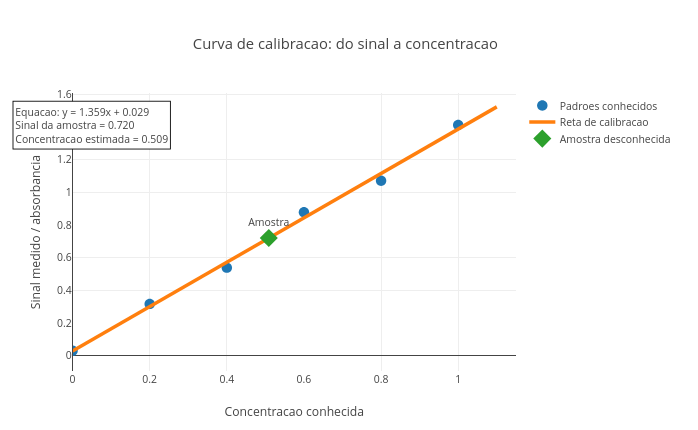 Curva de calibracao: do sinal a concentracao
1.6
Equacao: y = 1.359x + 0.029
Sinal da amostra = 0.720
Concentracao estimada = 0.509
1.2
1
0.8
0.6
0.4
0.2
0
Sinal medido / absorbancia
Amostra
0
0.2
0.4
0.6
0.8
1
Concentracao conhecida
Padroes conhecidos
Reta de calibracao
Amostra desconhecida